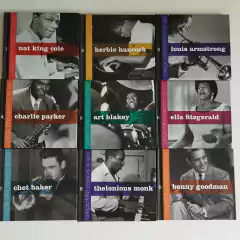 nat king cole
herbie hancock
louis armstrong
charlie parker
art blakey
ella fitzgerald
chet baker
thelonious monk
benny goodman